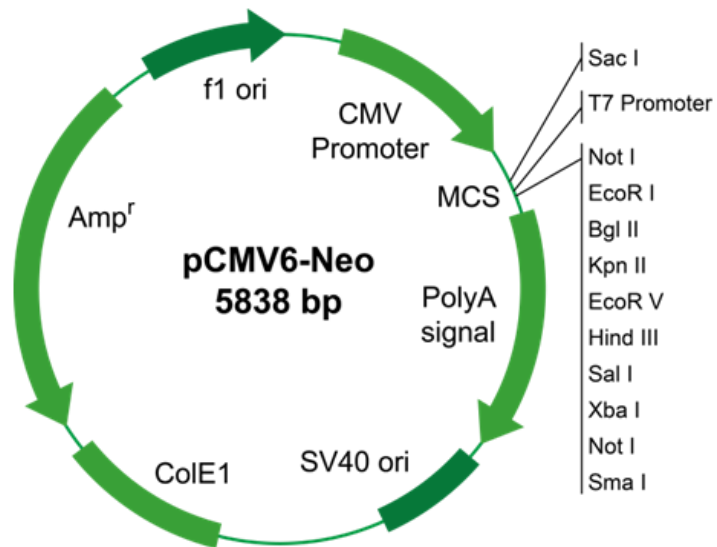 f1 ori
CMV
Promoter
Sac I
T7 Promoter
MCS
Not I
EcoR I
Bgl II
Kpn II
EcoR V
Hind III
Sal I
Xba I
Not I
Sma I
Ampʳ
pCMV6-Neo
5838 bp
PolyA
signal
SV40 ori
ColE1